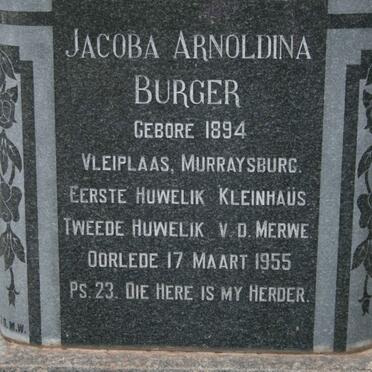 JACOBA ARNOLDINA
BURGER
GEBORE 1894
VLEIPLAAS, MURRAYSBURG.
EERSTE HUWELIK KLEINHAÜS.
TWEEDE HUWELIK V.D. MERWE
OORLEDE 17 MAART 1955
PS. 23. DIE HERE IS MY HERDER.